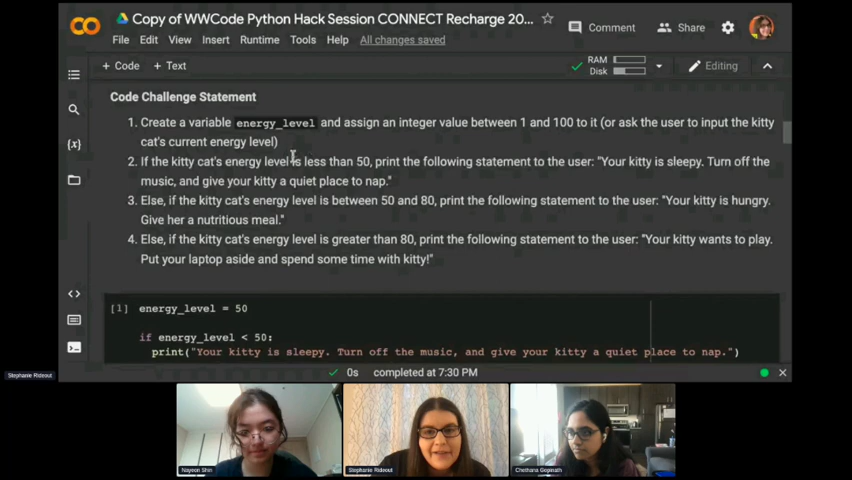 Copy of WWCode Python Hack Session CONNECT Recharge 20...
Comment
Share
File Edit View Insert Runtime Tools Help All changes saved
+ Code + Text
RAM
Disk
Editing
Code Challenge Statement
1. Create a variable energy_level and assign an integer value between 1 and 100 to it (or ask the user to input the kitty
cat's current energy level)
2. If the kitty cat's energy level is less than 50, print the following statement to the user: "Your kitty is sleepy. Turn off the
music, and give your kitty a quiet place to nap."
3. Else, if the kitty cat's energy level is between 50 and 80, print the following statement to the user: "Your kitty is hungry.
Give her a nutritious meal."
4. Else, if the kitty cat's energy level is greater than 80, print the following statement to the user: "Your kitty wants to play.
Put your laptop aside and spend some time with kitty!"
[1] energy_level = 50
if energy_level < 50:
print("Your kitty is sleepy. Turn off the music, and give your kitty a quiet place to nap.")
0s completed at 7:30 PM
Stephanie Rideout
Nayeon Shin
Stephanie Rideout
Chethana Gopinath